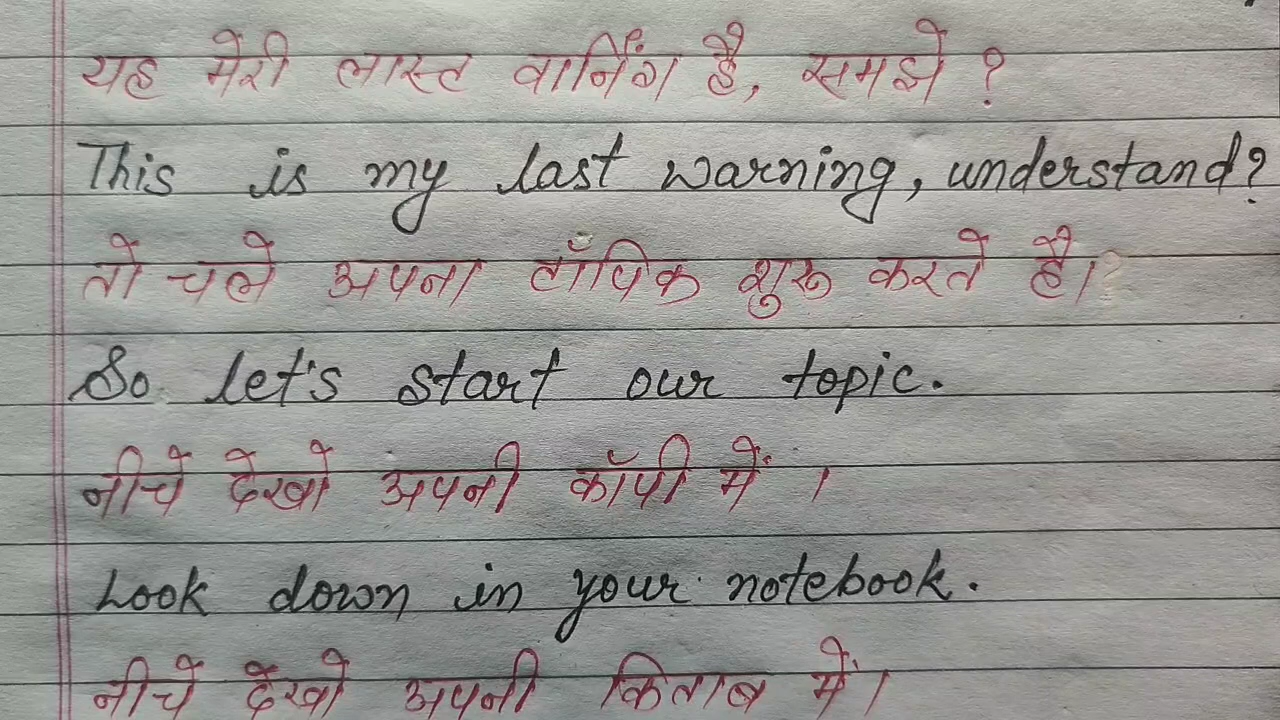 यह मेरी लास्ट वार्निंग है, समझे ?
This is my last warning, understand?
तो चले अपना टॉपिक शुरू करते है।
So let's start our topic.
नीचे देखो अपनी कॉपी में ।
Look down in your notebook.
नीचे देखो अपनी किताब में।